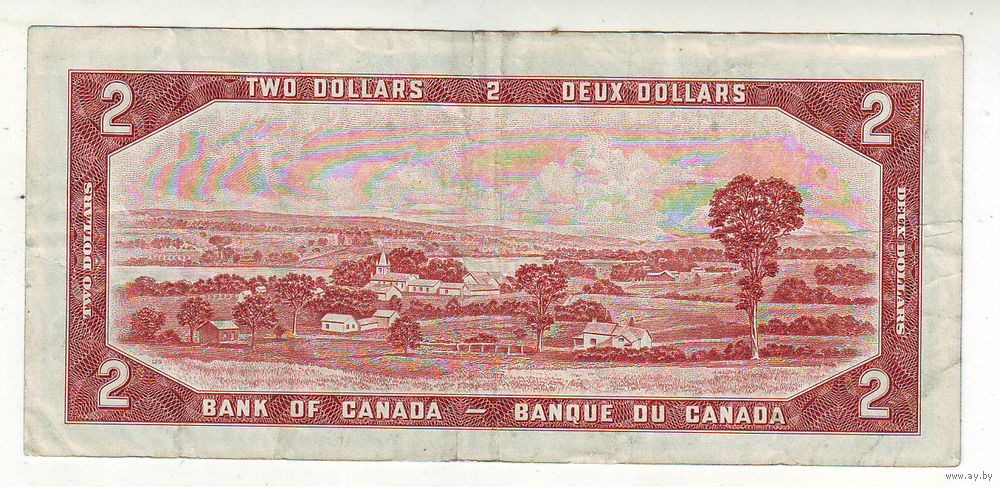 2 TWO DOLLARS 2 DEUX DOLLARS 2
TWO DOLLARS
DEUX DOLLARS
2 BANK OF CANADA — BANQUE DU CANADA 2
www.ay.by